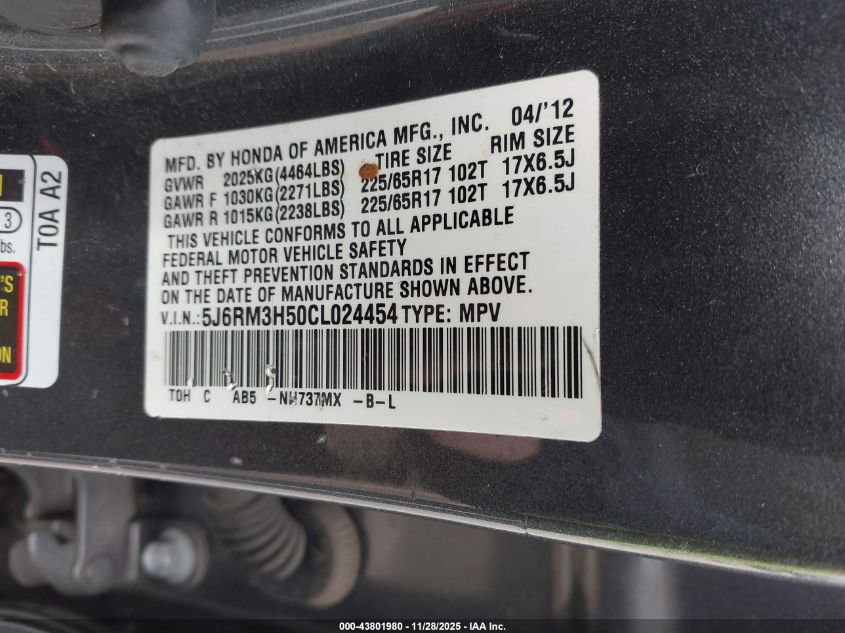 04/'12
MFD. BY HONDA OF AMERICA MFG., INC.
GVWR 2025KG(4464LBS) TIRE SIZE RIM SIZE
GAWR F 1030KG(2271LBS) 225/65R17 102T 17X6.5J
GAWR R 1015KG(2238LBS) 225/65R17 102T 17X6.5J
THIS VEHICLE CONFORMS TO ALL APPLICABLE
FEDERAL MOTOR VEHICLE SAFETY
AND THEFT PREVENTION STANDARDS IN EFFECT
ON THE DATE OF MANUFACTURE SHOWN ABOVE.
V.I.N.:5J6RM3H50CL024454 TYPE: MPV
TOH C AB5 -NH737MX -B-L
T0A A2
3
lbs.
'S
R
ON
000-43801980 - 11/28/2025 - IAA Inc.